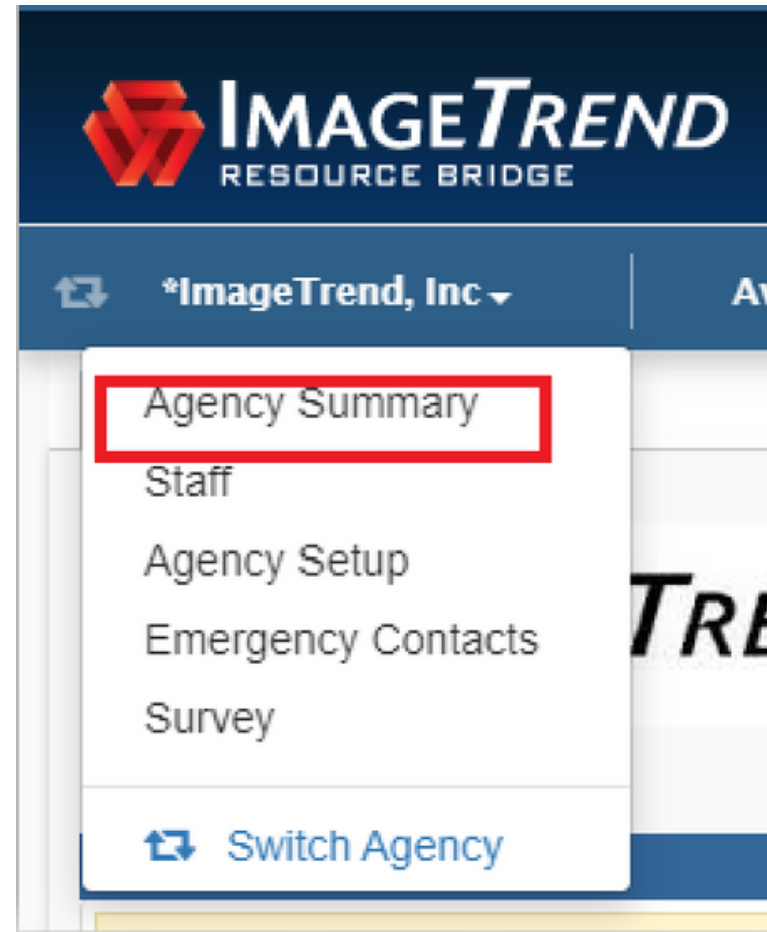 IMAGETREND
RESOURCE BRIDGE
*ImageTrend, Inc
Agency Summary
Staff
Agency Setup
Emergency Contacts
Survey
Switch Agency